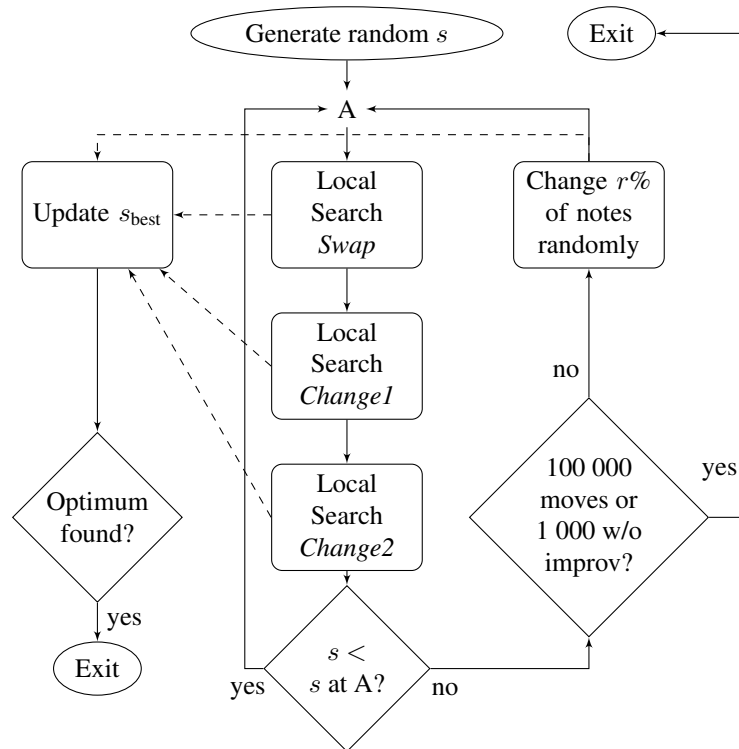 Generate random s
Exit
A
Update s_best
Local
Search
Swap
Change r%
of notes
randomly
Local
Search
Change1
no
Local
Search
Change2
Optimum
found?
100 000
moves or
1 000 w/o
improv?
yes
yes
Exit
s <
s at A?
yes
no